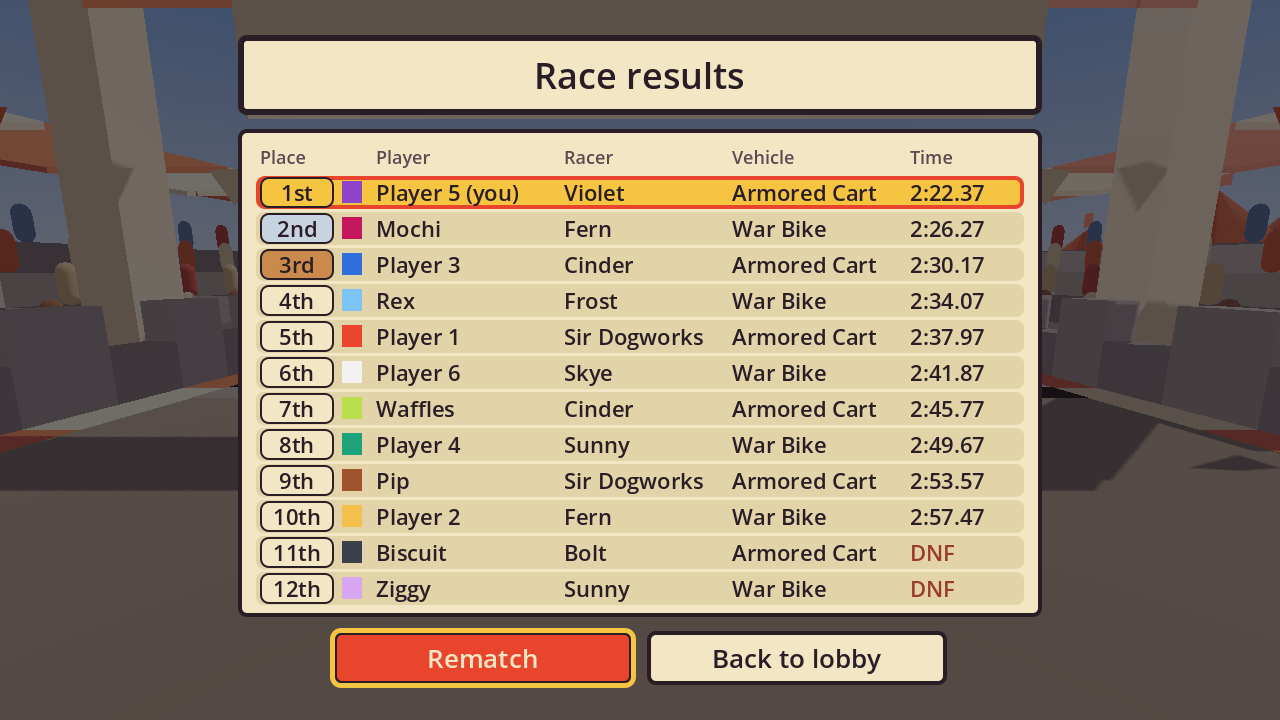 Race results
Place Player Racer Vehicle Time
1st Player 5 (you) Violet Armored Cart 2:22.37
2nd Mochi Fern War Bike 2:26.27
3rd Player 3 Cinder Armored Cart 2:30.17
4th Rex Frost War Bike 2:34.07
5th Player 1 Sir Dogworks Armored Cart 2:37.97
6th Player 6 Skye War Bike 2:41.87
7th Waffles Cinder Armored Cart 2:45.77
8th Player 4 Sunny War Bike 2:49.67
9th Pip Sir Dogworks Armored Cart 2:53.57
10th Player 2 Fern War Bike 2:57.47
11th Biscuit Bolt Armored Cart DNF
12th Ziggy Sunny War Bike DNF
Rematch Back to lobby